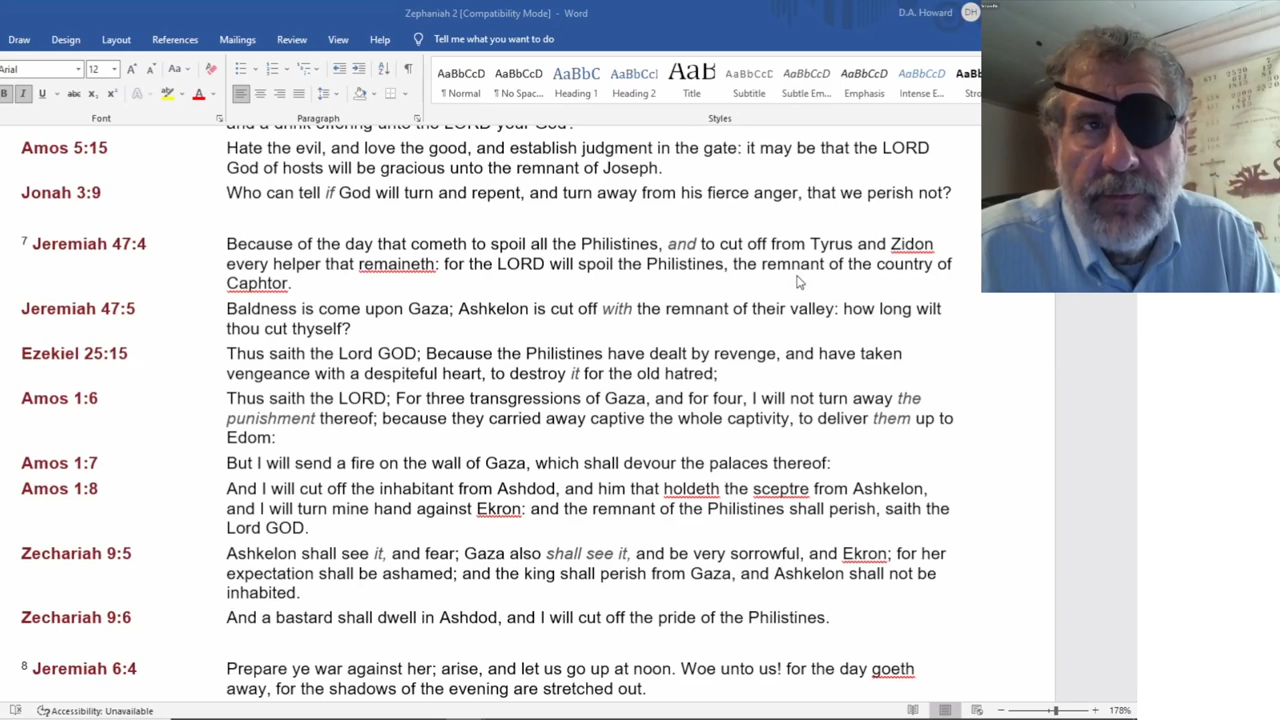 Zephaniah 2 [Compatibility Mode] - Word
D.A. Howard
DH
Draw Design Layout References Mailings Review View Help Tell me what you want to do
Arial 12
AaBbCcD AaBbCcD AaBbC AaBbCcl AaB AaBbCcD AaBbCcD AaBbCcD AaBbCcD AaBb
¶ Normal ¶ No Spac... Heading 1 Heading 2 Title Subtitle Subtle Em... Emphasis Intense E...
Font Paragraph Styles
and a drink offering unto the LORD your God?
Amos 5:15 Hate the evil, and love the good, and establish judgment in the gate: it may be that the LORD
God of hosts will be gracious unto the remnant of Joseph.
Jonah 3:9 Who can tell if God will turn and repent, and turn away from his fierce anger, that we perish not?
7 Jeremiah 47:4 Because of the day that cometh to spoil all the Philistines, and to cut off from Tyrus and Zidon
every helper that remaineth: for the LORD will spoil the Philistines, the remnant of the country of
Caphtor.
Jeremiah 47:5 Baldness is come upon Gaza; Ashkelon is cut off with the remnant of their valley: how long wilt
thou cut thyself?
Ezekiel 25:15 Thus saith the Lord GOD; Because the Philistines have dealt by revenge, and have taken
vengeance with a despiteful heart, to destroy it for the old hatred;
Amos 1:6 Thus saith the LORD; For three transgressions of Gaza, and for four, I will not turn away the
punishment thereof; because they carried away captive the whole captivity, to deliver them up to
Edom:
Amos 1:7 But I will send a fire on the wall of Gaza, which shall devour the palaces thereof:
Amos 1:8 And I will cut off the inhabitant from Ashdod, and him that holdeth the sceptre from Ashkelon,
and I will turn mine hand against Ekron: and the remnant of the Philistines shall perish, saith the
Lord GOD.
Zechariah 9:5 Ashkelon shall see it, and fear; Gaza also shall see it, and be very sorrowful, and Ekron; for her
expectation shall be ashamed; and the king shall perish from Gaza, and Ashkelon shall not be
inhabited.
Zechariah 9:6 And a bastard shall dwell in Ashdod, and I will cut off the pride of the Philistines.
8 Jeremiah 6:4 Prepare ye war against her; arise, and let us go up at noon. Woe unto us! for the day goeth
away, for the shadows of the evening are stretched out.
Accessibility: Unavailable
178%